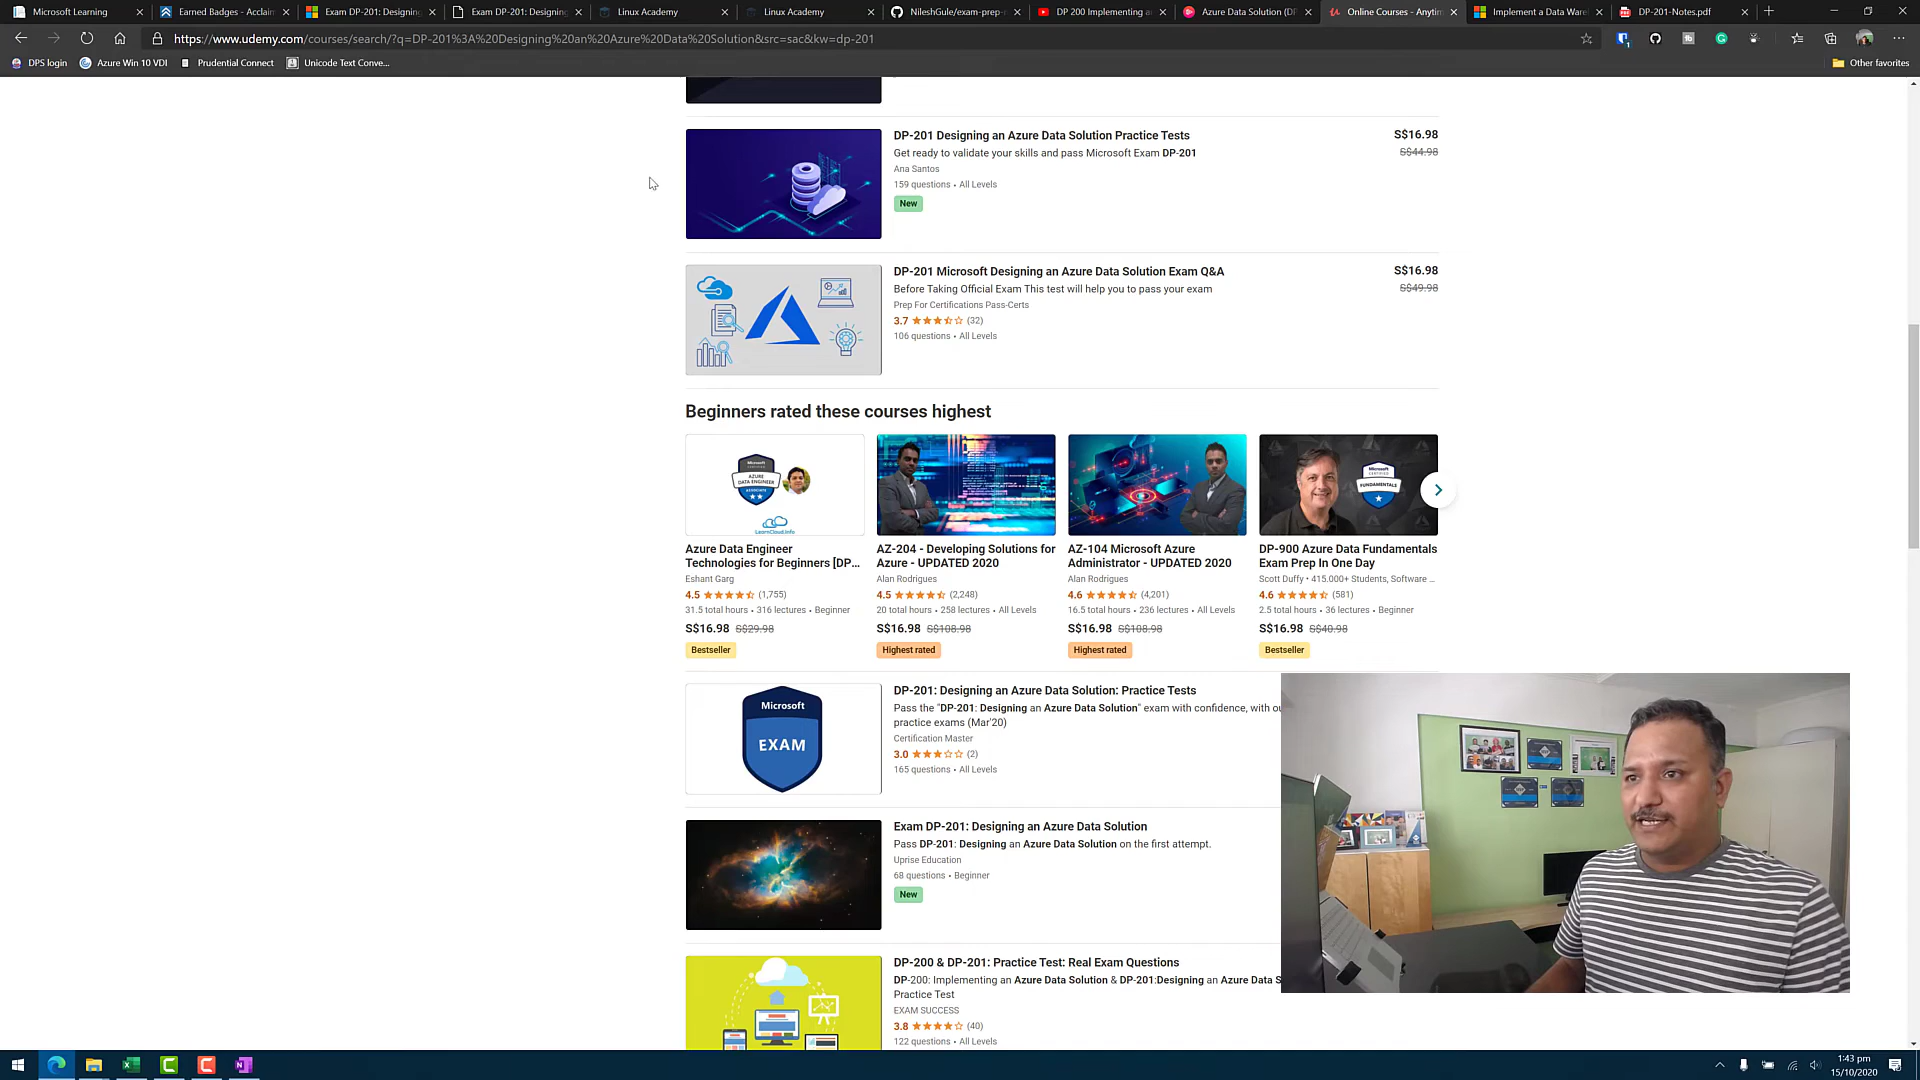 Microsoft Learning
Earned Badges - Acclaim
Exam DP-201: Designing
Exam DP-201: Designing
Linux Academy
Linux Academy
NileshGule/exam-prep-
DP 200 Implementing a
Azure Data Solution (DP
Online Courses - Anytim
Implement a Data Ware
DP-201-Notes.pdf
https://www.udemy.com/courses/search/?q=DP-201%3A%20Designing%20an%20Azure%20Data%20Solution&src=sac&kw=dp-201
DPS login
Azure Win 10 VDI
Prudential Connect
Unicode Text Conve...
Other favorites
DP-201 Designing an Azure Data Solution Practice Tests
S$16.98
Get ready to validate your skills and pass Microsoft Exam DP-201
S$44.98
Ana Santos
159 questions • All Levels
New
DP-201 Microsoft Designing an Azure Data Solution Exam Q&A
S$16.98
Before Taking Official Exam This test will help you to pass your exam
S$49.98
Prep For Certifications Pass-Certs
3.7 (32)
106 questions • All Levels
Beginners rated these courses highest
Microsoft
CERTIFIED
AZURE
DATA ENGINEER
ASSOCIATE
LearnCloud.info
Microsoft
CERTIFIED
FUNDAMENTALS
Azure Data Engineer
Technologies for Beginners [DP...
Eshant Garg
4.5 (1,755)
31.5 total hours • 316 lectures • Beginner
S$16.98 S$29.98
Bestseller
AZ-204 - Developing Solutions for
Azure - UPDATED 2020
Alan Rodrigues
4.5 (2,248)
20 total hours • 258 lectures • All Levels
S$16.98 S$108.98
Highest rated
AZ-104 Microsoft Azure
Administrator - UPDATED 2020
Alan Rodrigues
4.6 (4,201)
16.5 total hours • 236 lectures • All Levels
S$16.98 S$108.98
Highest rated
DP-900 Azure Data Fundamentals
Exam Prep In One Day
Scott Duffy • 415.000+ Students, Software ...
4.6 (581)
2.5 total hours • 36 lectures • Beginner
S$16.98 S$40.98
Bestseller
Microsoft
EXAM
DP-201: Designing an Azure Data Solution: Practice Tests
Pass the "DP-201: Designing an Azure Data Solution" exam with confidence, with ou
practice exams (Mar'20)
Certification Master
3.0 (2)
165 questions • All Levels
Exam DP-201: Designing an Azure Data Solution
Pass DP-201: Designing an Azure Data Solution on the first attempt.
Uprise Education
68 questions • Beginner
New
DP-200 & DP-201: Practice Test: Real Exam Questions
DP-200: Implementing an Azure Data Solution & DP-201:Designing an Azure Data S
Practice Test
EXAM SUCCESS
3.8 (40)
122 questions • All Levels
1:43 pm
15/10/2020